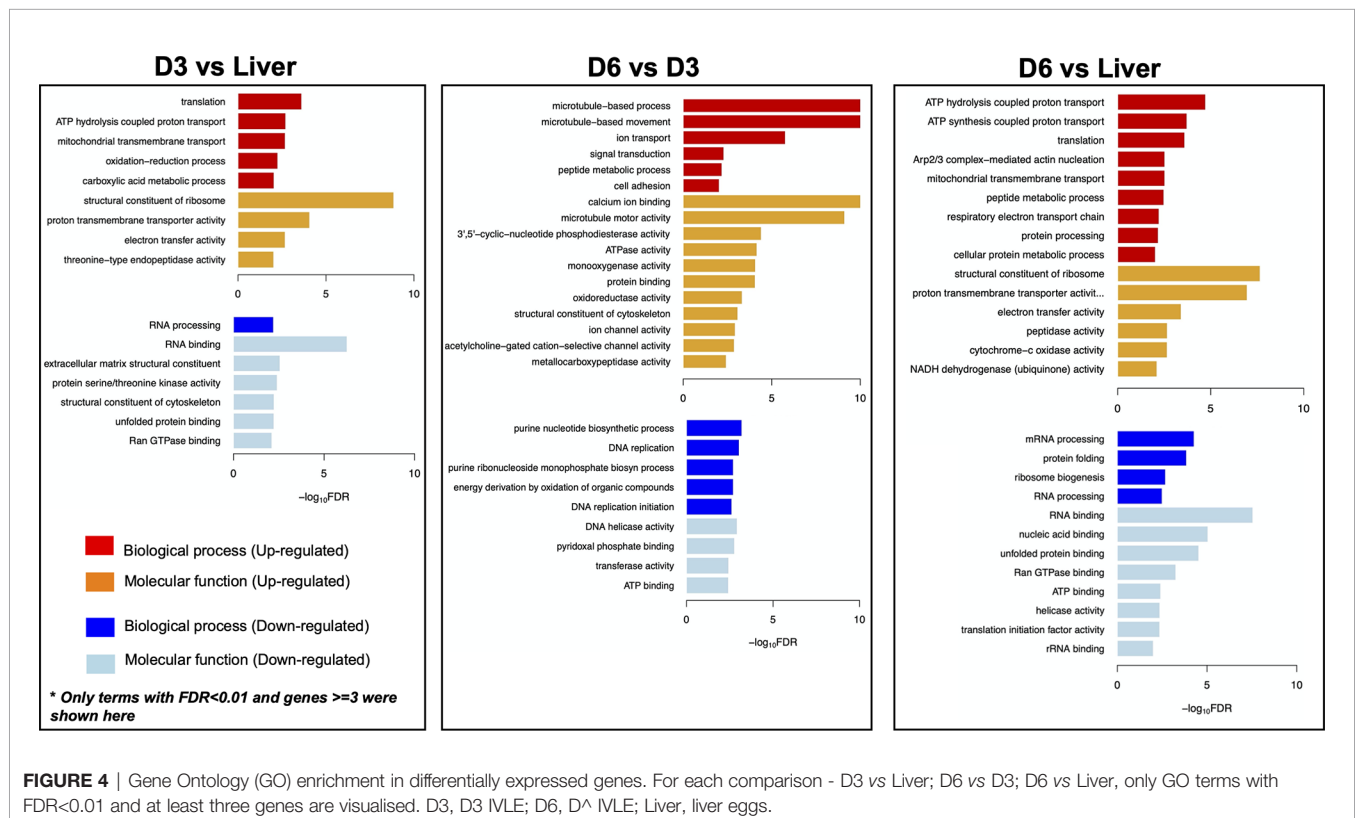 D3 vs Liver
translation
ATP hydrolysis coupled proton transport
mitochondrial transmembrane transport
oxidation−reduction process
carboxylic acid metabolic process
structural constituent of ribosome
proton transmembrane transporter activity
electron transfer activity
threonine−type endopeptidase activity
0 5 10
RNA processing
RNA binding
extracellular matrix structural constituent
protein serine/threonine kinase activity
structural constituent of cytoskeleton
unfolded protein binding
Ran GTPase binding
0 5 10
−log10FDR
Biological process (Up-regulated)
Molecular function (Up-regulated)
Biological process (Down-regulated)
Molecular function (Down-regulated)
* Only terms with FDR<0.01 and genes >=3 were
shown here
D6 vs D3
microtubule−based process
microtubule−based movement
ion transport
signal transduction
peptide metabolic process
cell adhesion
calcium ion binding
microtubule motor activity
3',5'−cyclic−nucleotide phosphodiesterase activity
ATPase activity
monooxygenase activity
protein binding
oxidoreductase activity
structural constituent of cytoskeleton
ion channel activity
acetylcholine−gated cation−selective channel activity
metallocarboxypeptidase activity
0 5 10
purine nucleotide biosynthetic process
DNA replication
purine ribonucleoside monophosphate biosyn process
energy derivation by oxidation of organic compounds
DNA replication initiation
DNA helicase activity
pyridoxal phosphate binding
transferase activity
ATP binding
0 5 10
−log10FDR
D6 vs Liver
ATP hydrolysis coupled proton transport
ATP synthesis coupled proton transport
translation
Arp2/3 complex−mediated actin nucleation
mitochondrial transmembrane transport
peptide metabolic process
respiratory electron transport chain
protein processing
cellular protein metabolic process
structural constituent of ribosome
proton transmembrane transporter activit...
electron transfer activity
peptidase activity
cytochrome−c oxidase activity
NADH dehydrogenase (ubiquinone) activity
0 5 10
mRNA processing
protein folding
ribosome biogenesis
RNA processing
RNA binding
nucleic acid binding
unfolded protein binding
Ran GTPase binding
ATP binding
helicase activity
translation initiation factor activity
rRNA binding
0 5 10
−log10FDR
FIGURE 4 | Gene Ontology (GO) enrichment in differentially expressed genes. For each comparison - D3 vs Liver; D6 vs D3; D6 vs Liver, only GO terms with
FDR<0.01 and at least three genes are visualised. D3, D3 IVLE; D6, D^ IVLE; Liver, liver eggs.